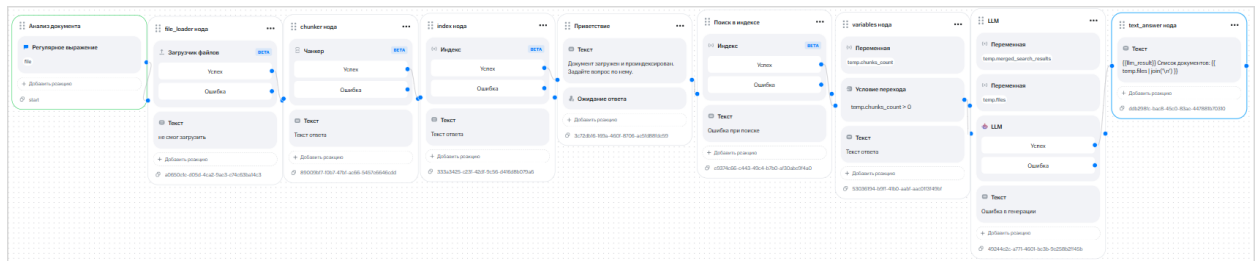 Анализ документа
Регулярное выражение
file
+ Добавить реакцию
start
file_loader нода
Загрузчик файлов
BETA
Успех
Ошибка
Текст
не смог загрузить
+ Добавить реакцию
chunker нода
Чанкер
BETA
Успех
Ошибка
Текст
Текст ответа
+ Добавить реакцию
index нода
Индекс
BETA
Успех
Ошибка
Текст
Текст ответа
+ Добавить реакцию
Приветствие
Текст
Документ загружен и проиндексирован.
Задайте вопрос по нему.
Ожидание ответа
+ Добавить реакцию
Поиск в индексе
Индекс
BETA
Успех
Ошибка
Текст
Ошибка при поиске
+ Добавить реакцию
variables нода
Переменная
temp.chunks_count
Условие перехода
temp.chunks_count > 0
Текст
Текст ответа
+ Добавить реакцию
LLM
Переменная
temp.merged_search_results
Переменная
temp.files
LLM
Успех
Ошибка
Текст
Ошибка в генерации
+ Добавить реакцию
text_answer нода
Текст
{{llm_result}} Список документов: {{
temp.files | join('\n') }}
+ Добавить реакцию